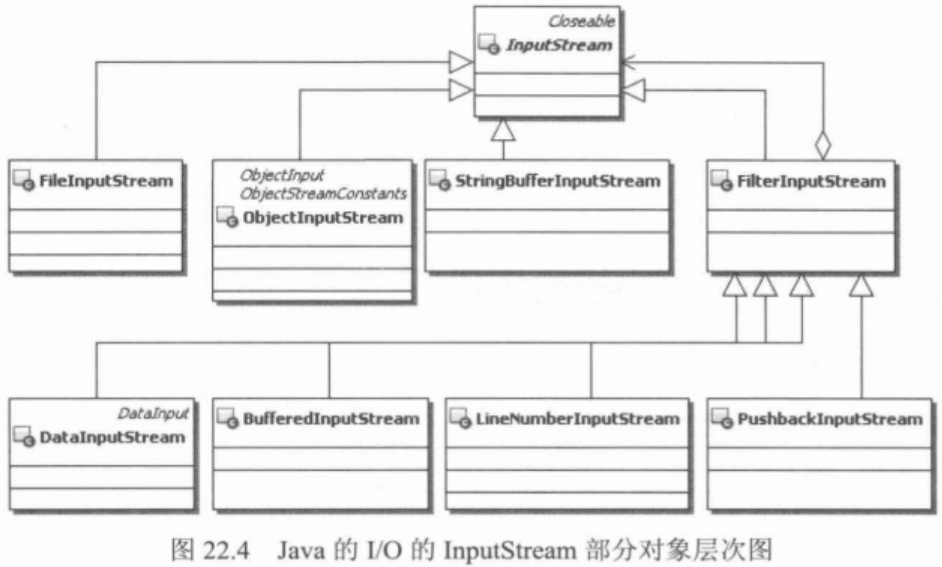 Closeable
InputStream
FileInputStream
ObjectInput
ObjectStreamConstants
ObjectInputStream
StringBufferInputStream
FilterInputStream
DataInput
DataInputStream
BufferedInputStream
LineNumberInputStream
PushbackInputStream
图 22.4 Java 的 I/O 的 InputStream 部分对象层次图